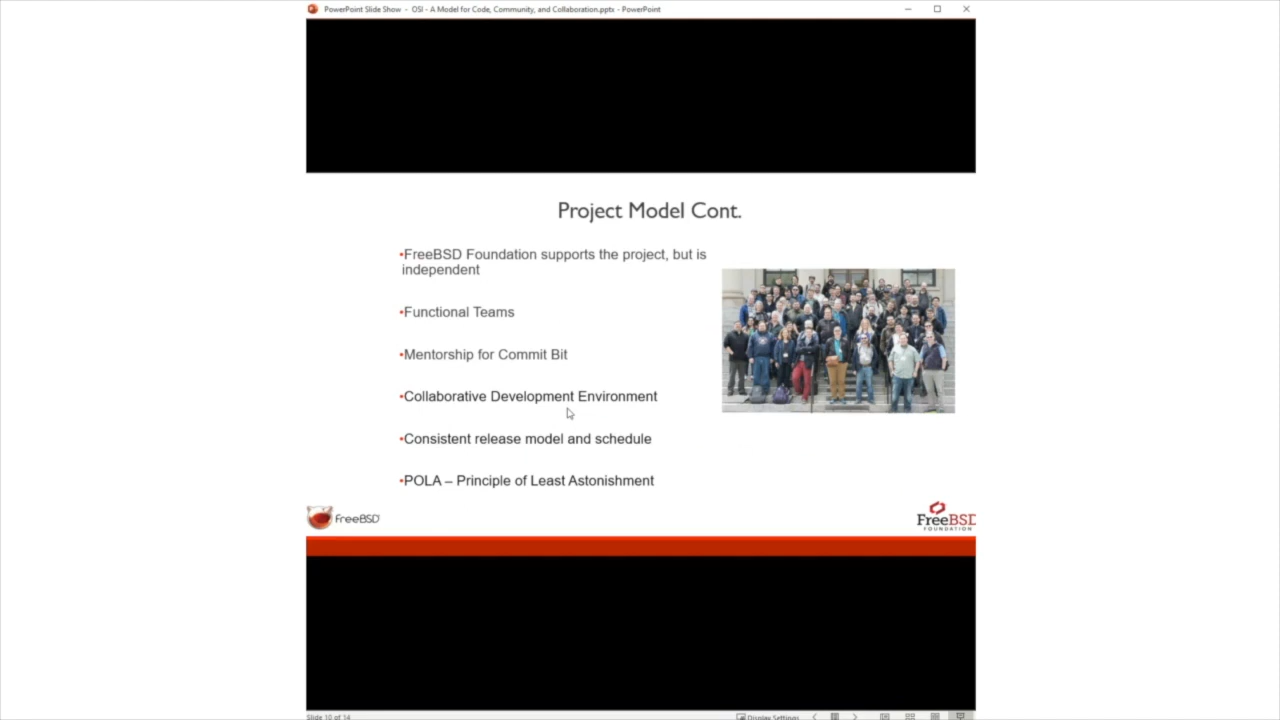 PowerPoint Slide Show - OSI - A Model for Code, Community, and Collaboration.pptx - PowerPoint
Project Model Cont.
•FreeBSD Foundation supports the project, but is
independent
•Functional Teams
•Mentorship for Commit Bit
•Collaborative Development Environment
•Consistent release model and schedule
•POLA – Principle of Least Astonishment
FreeBSD
FreeBSD
FOUNDATION
Slide 10 of 14
Display Settings